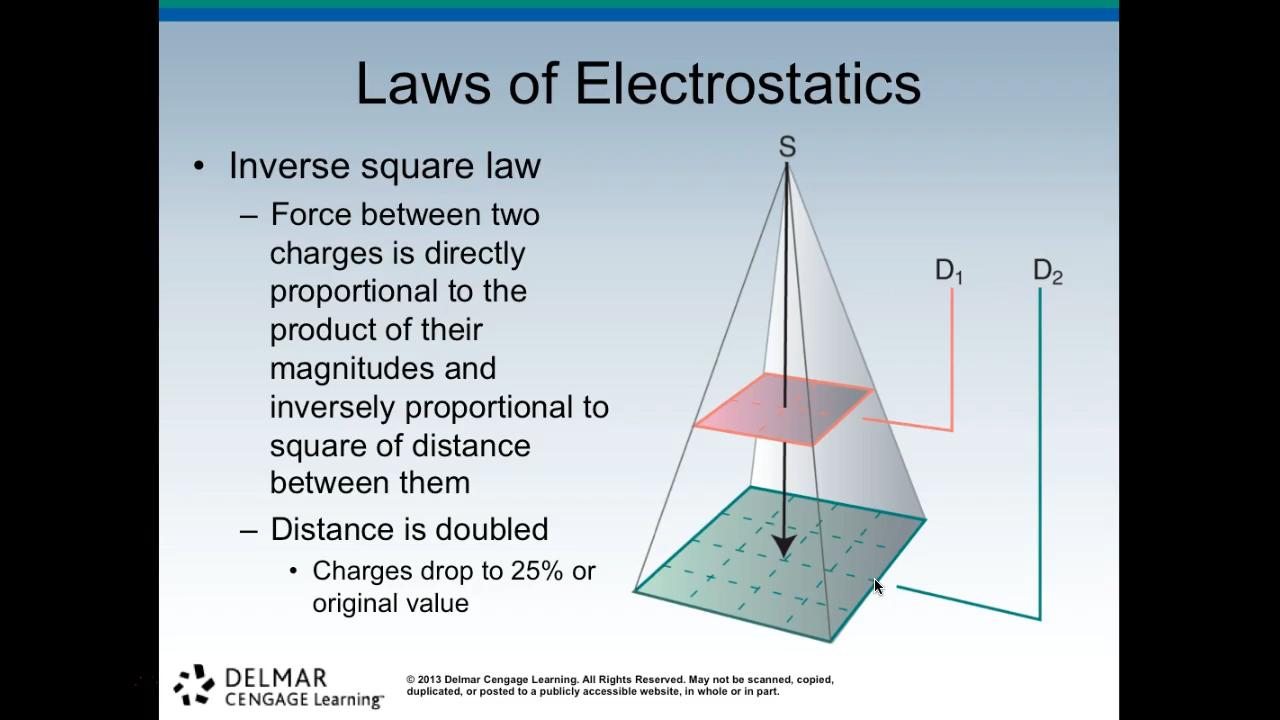 Laws of Electrostatics
• Inverse square law
– Force between two
charges is directly
proportional to the
product of their
magnitudes and
inversely proportional to
square of distance
between them
– Distance is doubled
• Charges drop to 25% or
original value
S
D1
D2
DELMAR
CENGAGE Learning™
© 2013 Delmar Cengage Learning. All Rights Reserved. May not be scanned, copied,
duplicated, or posted to a publicly accessible website, in whole or in part.